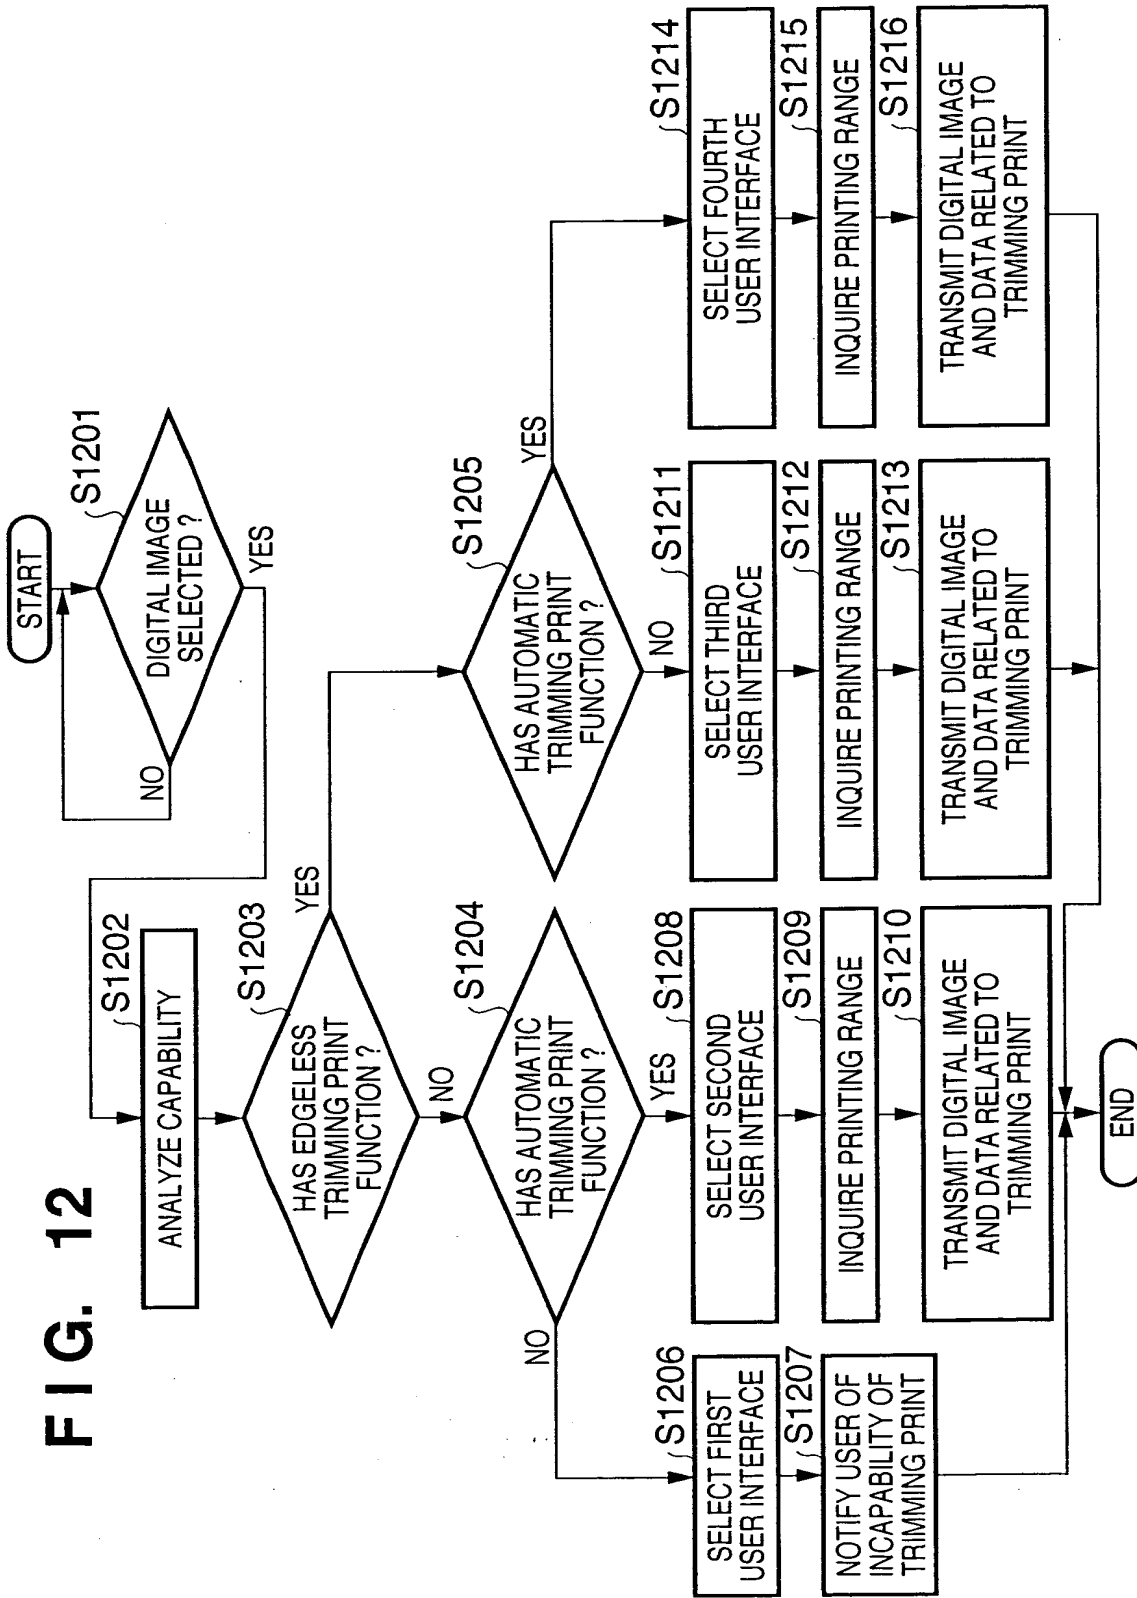 FIG. 12
START
S1201
DIGITAL IMAGE
SELECTED ?
NO
YES
S1202
ANALYZE CAPABILITY
S1203
HAS EDGELESS
TRIMMING PRINT
FUNCTION ?
YES
NO
S1204
HAS AUTOMATIC
TRIMMING PRINT
FUNCTION ?
NO
YES
S1205
HAS AUTOMATIC
TRIMMING PRINT
FUNCTION ?
YES
NO
S1206
SELECT FIRST
USER INTERFACE
S1207
NOTIFY USER OF
INCAPABILITY OF
TRIMMING PRINT
S1208
SELECT SECOND
USER INTERFACE
S1209
INQUIRE PRINTING RANGE
S1210
TRANSMIT DIGITAL IMAGE
AND DATA RELATED TO
TRIMMING PRINT
S1211
SELECT THIRD
USER INTERFACE
S1212
INQUIRE PRINTING RANGE
S1213
TRANSMIT DIGITAL IMAGE
AND DATA RELATED TO
TRIMMING PRINT
S1214
SELECT FOURTH
USER INTERFACE
S1215
INQUIRE PRINTING RANGE
S1216
TRANSMIT DIGITAL IMAGE
AND DATA RELATED TO
TRIMMING PRINT
END